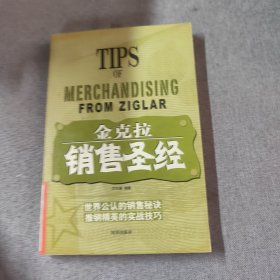 TIPS
OF
MERCHANDISING
FROM ZIGLAR
金克拉
销售圣经
世界公认的销售秘诀
推销精英的实战技巧